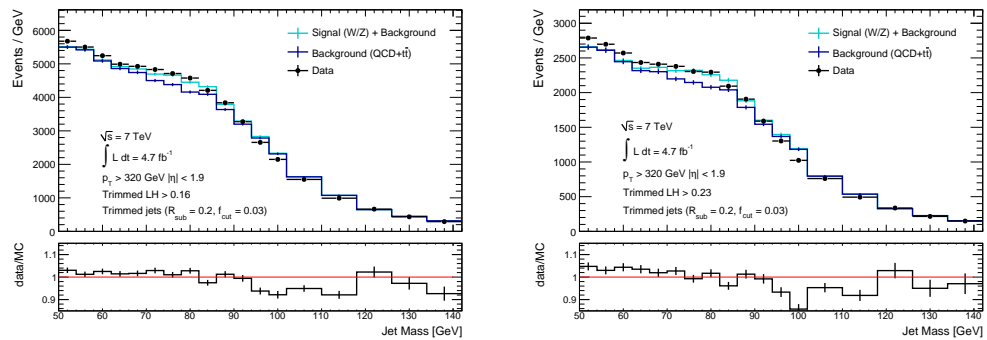 Events / GeV
6000
5000
4000
3000
2000
1000
0
Signal (W/Z) + Background
Background (QCD+tt̄)
Data
√s = 7 TeV
∫ L dt = 4.7 fb⁻¹
p_T > 320 GeV |η| < 1.9
Trimmed LH > 0.16
Trimmed jets (R_sub = 0.2, f_cut = 0.03)
data/MC
1.1
1
0.9
50 60 70 80 90 100 110 120 130 140
Jet Mass [GeV]
Events / GeV
3000
2500
2000
1500
1000
500
0
Signal (W/Z) + Background
Background (QCD+tt̄)
Data
√s = 7 TeV
∫ L dt = 4.7 fb⁻¹
p_T > 320 GeV |η| < 1.9
Trimmed LH > 0.23
Trimmed jets (R_sub = 0.2, f_cut = 0.03)
data/MC
1.1
1
0.9
50 60 70 80 90 100 110 120 130 140
Jet Mass [GeV]